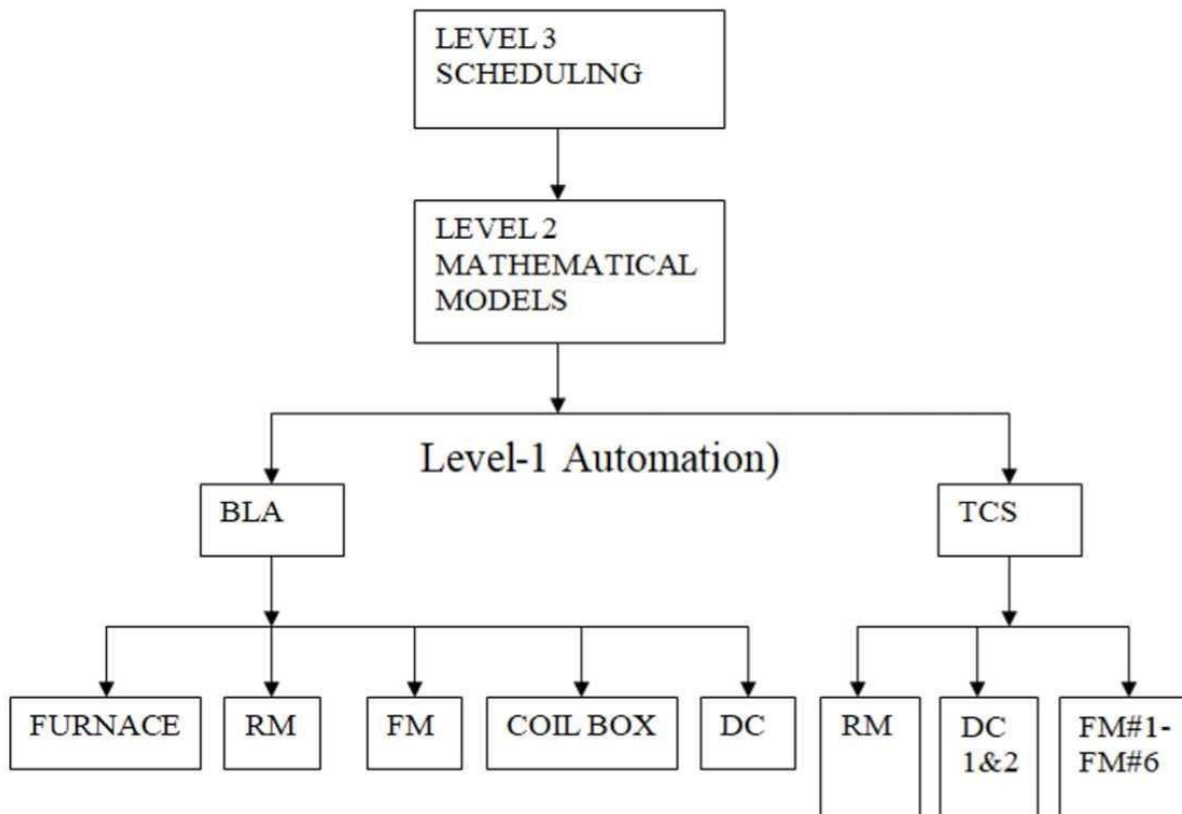 LEVEL 3
SCHEDULING
LEVEL 2
MATHEMATICAL
MODELS
Level-1 Automation)
BLA
TCS
FURNACE
RM
FM
COIL BOX
DC
RM
DC
1&2
FM#1-
FM#6